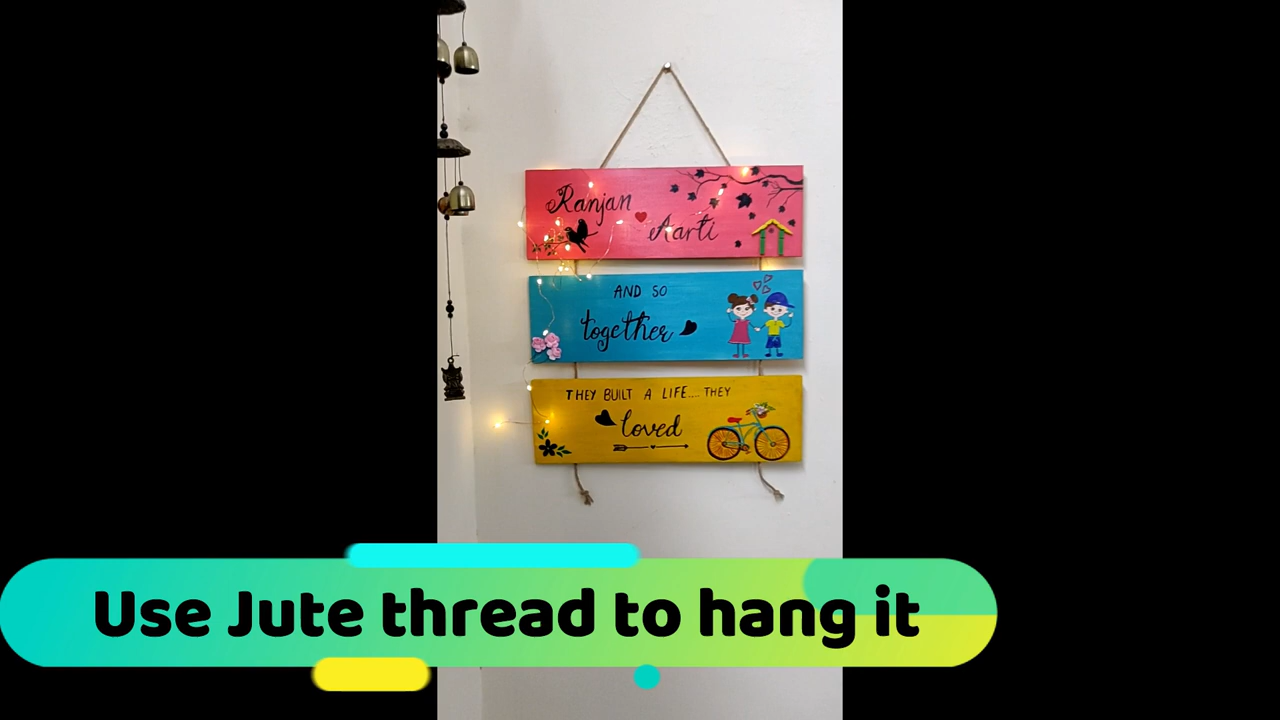 Ranjan
Aarti
AND SO
together
THEY BUILT A LIFE.... THEY
loved
Use Jute thread to hang it